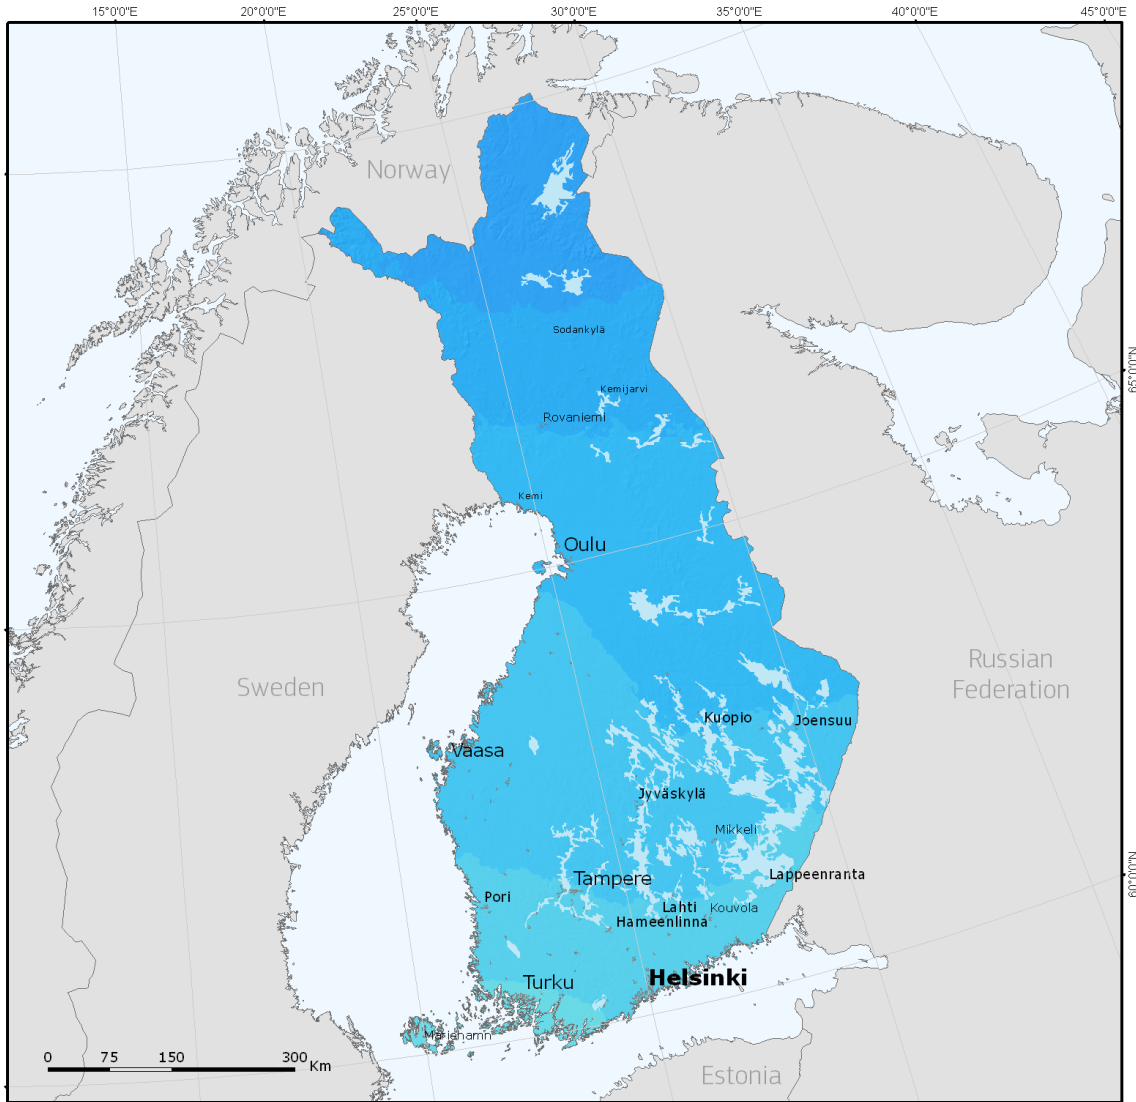 15°0'0"E 20°0'0"E 25°0'0"E 30°0'0"E 35°0'0"E 40°0'0"E 45°0'0"E
Norway
Sodankylä
65°0'0"N
Kemijarvi
Rovaniemi
Kemi
Oulu
Russian
Federation
Sweden
Kuopio
Joensuu
Vaasa
Jyväskylä
Mikkeli
Lappeenranta
60°0'0"N
Tampere
Pori
Lahti
Kouvola
Hameenlinna
Helsinki
Turku
Mariehamn
0 75 150 300 Km
Estonia